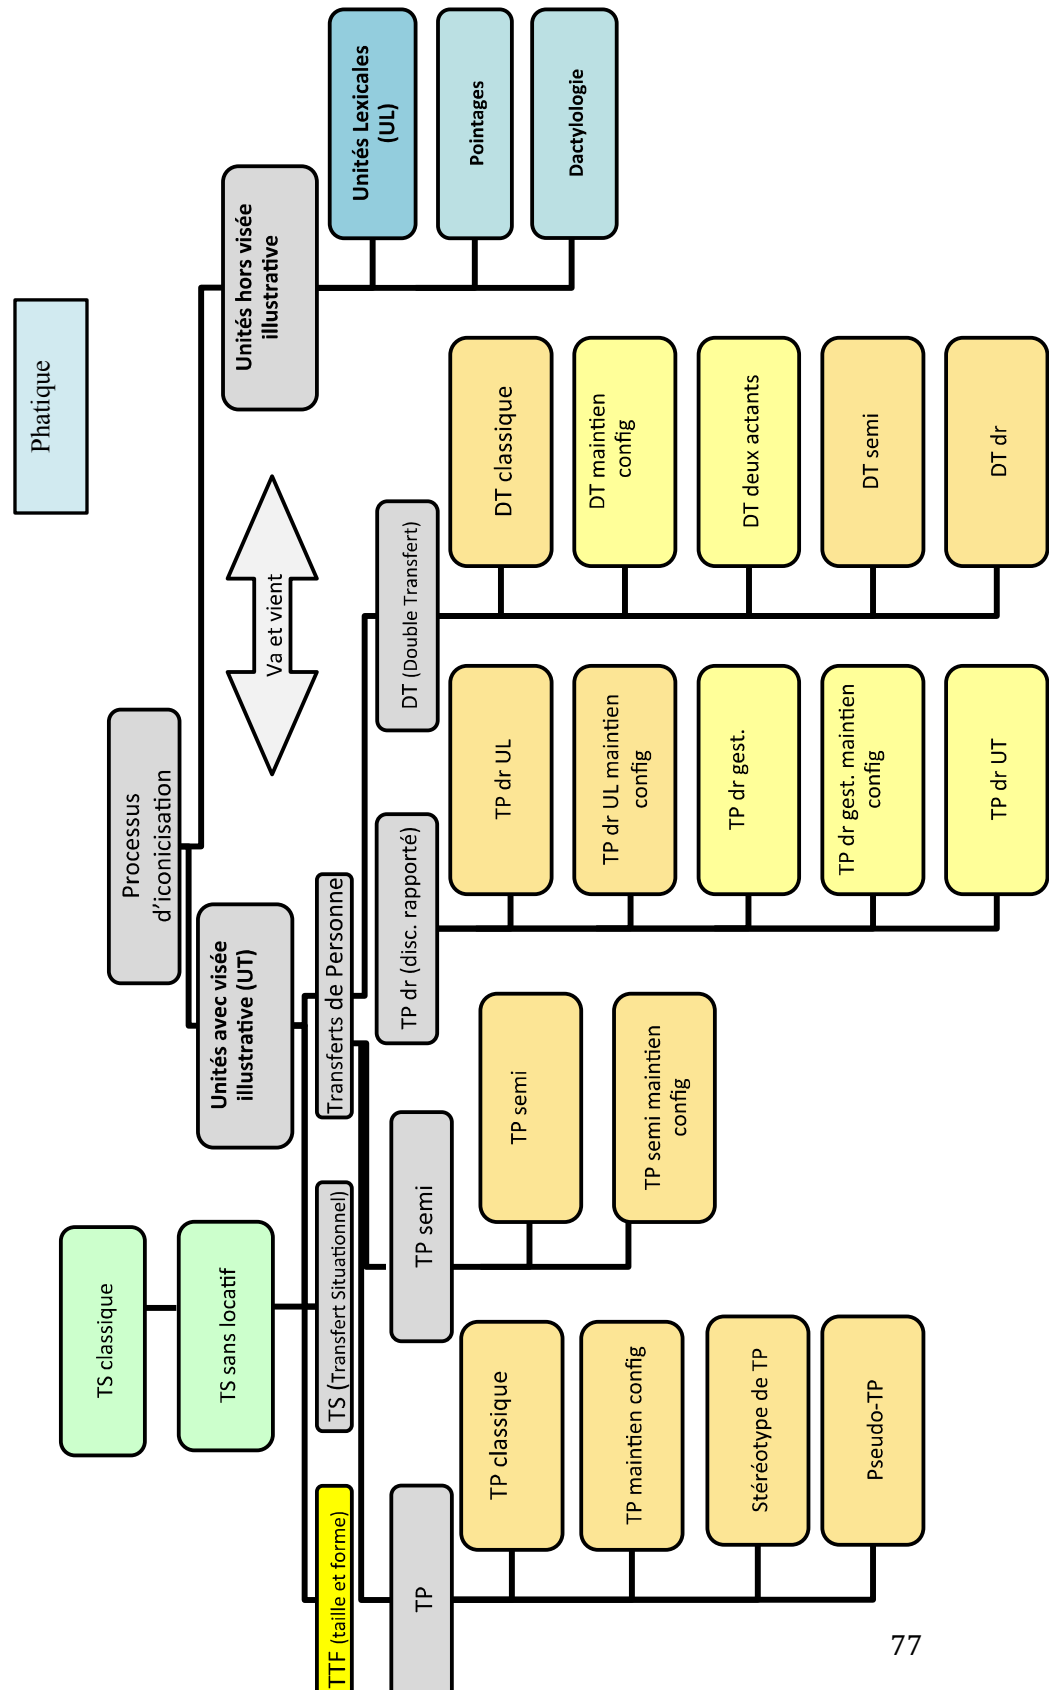 Phatique
Processus
d'iconicisation
Unités avec visée
illustrative (UT)
Va et vient
Unités hors visée
illustrative
Unités Lexicales
(UL)
Pointages
Dactylologie
TS classique
TS sans locatif
TTF (taille et forme)
TS (Transfert Situationnel)
Transferts de Personne
TP
TP semi
TP dr (disc. rapporté)
DT (Double Transfert)
TP classique
TP maintien config
Stéréotype de TP
Pseudo-TP
TP semi
TP semi maintien
config
TP dr UL
TP dr UL maintien
config
TP dr gest.
TP dr gest. maintien
config
TP dr UT
DT classique
DT maintien
config
DT deux actants
DT semi
DT dr
77